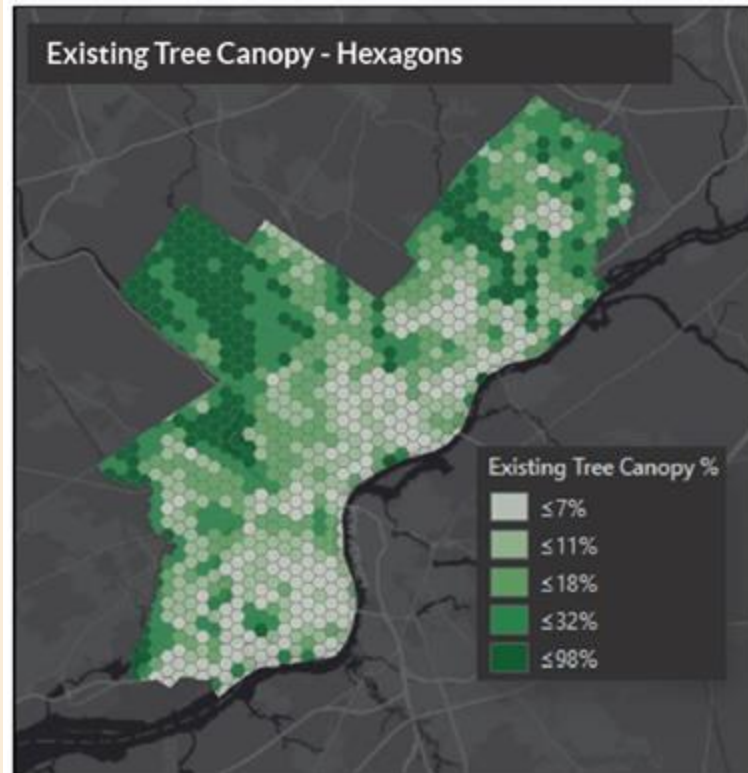 Existing Tree Canopy - Hexagons
Existing Tree Canopy %
≤7%
≤11%
≤18%
≤32%
≤98%